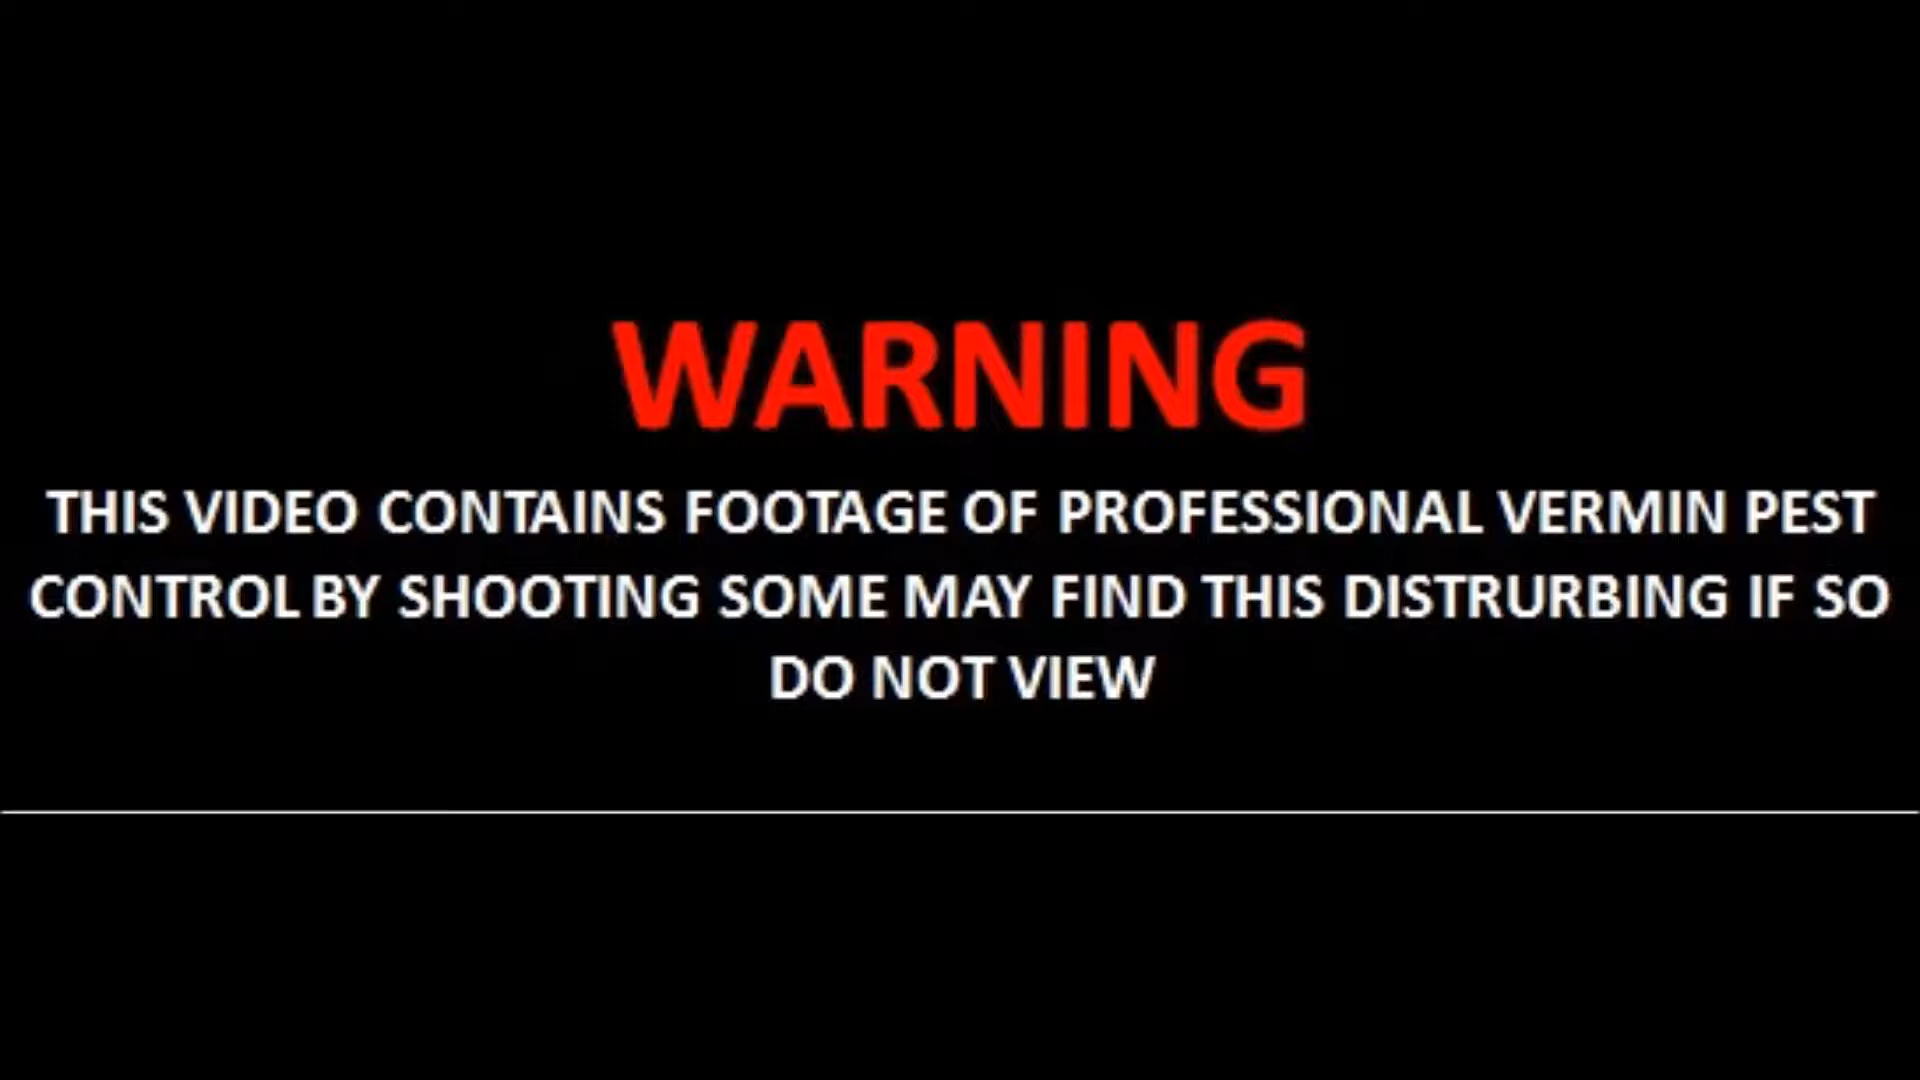 WARNING
THIS VIDEO CONTAINS FOOTAGE OF PROFESSIONAL VERMIN PEST
CONTROL BY SHOOTING SOME MAY FIND THIS DISTRURBING IF SO
DO NOT VIEW